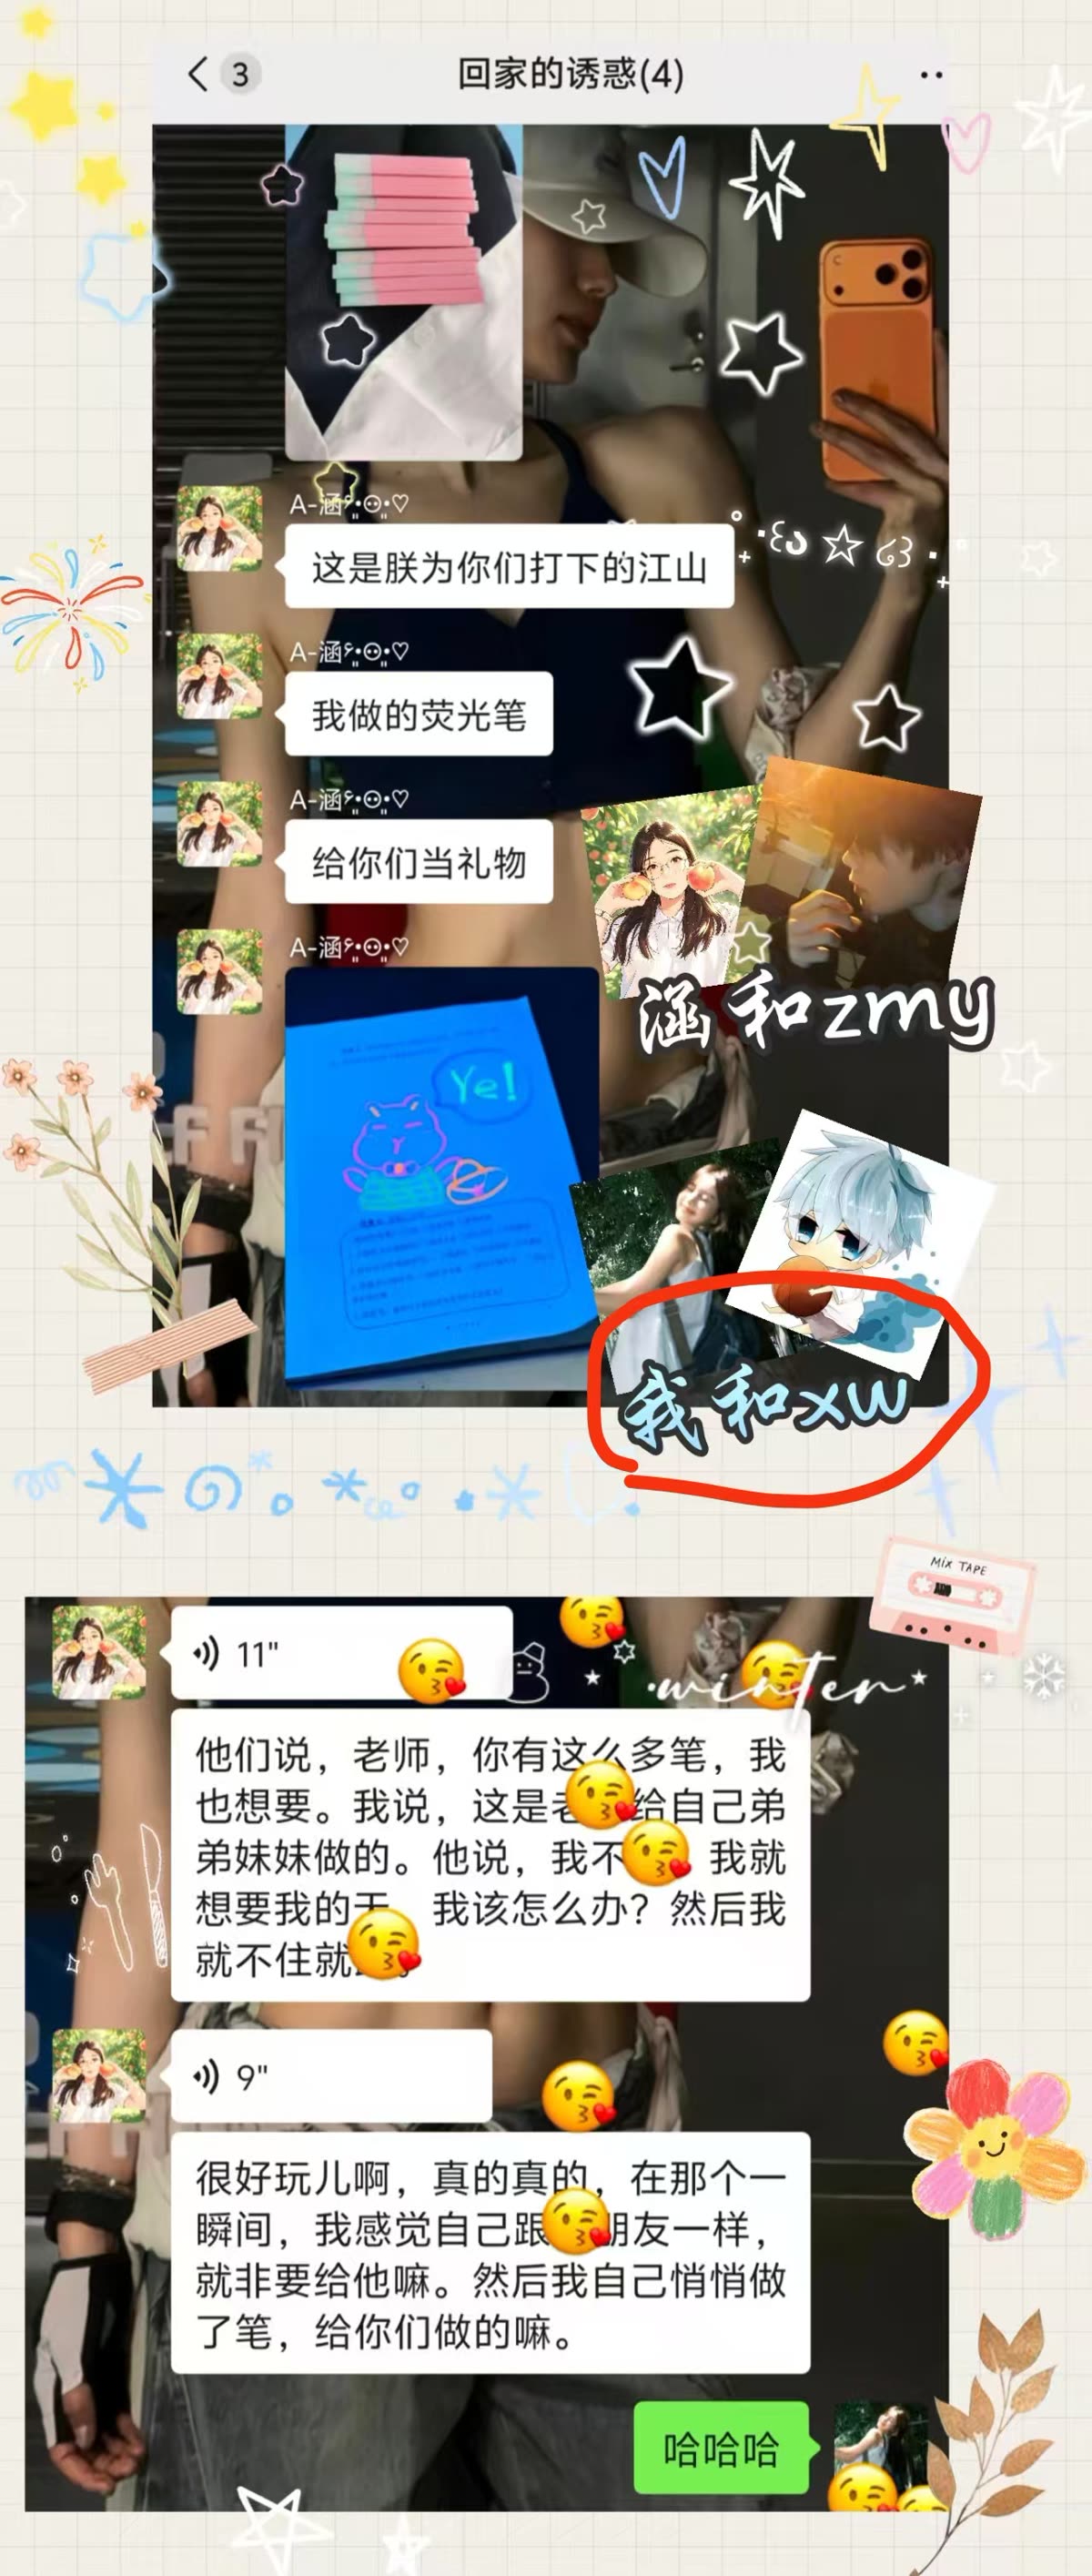 3
回家的诱惑(4)
A-涵
这是朕为你们打下的江山
A-涵
我做的荧光笔
A-涵
给你们当礼物
A-涵
Ye!
涵和zmy
我和xw
MIX TAPE
11"
winter
他们说，老师，你有这么多笔，我
也想要。我说，这是 给自己弟
弟妹妹做的。他说，我不 我就
想要我的 我该怎么办？然后我
就不住就
9"
很好玩儿啊，真的真的，在那个一
瞬间，我感觉自己跟 朋友一样，
就非要给他嘛。然后我自己悄悄做
了笔，给你们做的嘛。
哈哈哈